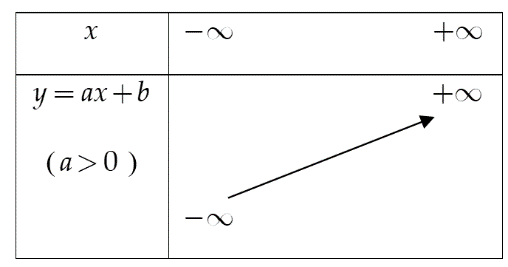 x −∞ +∞
y = ax + b +∞
( a > 0 )
−∞